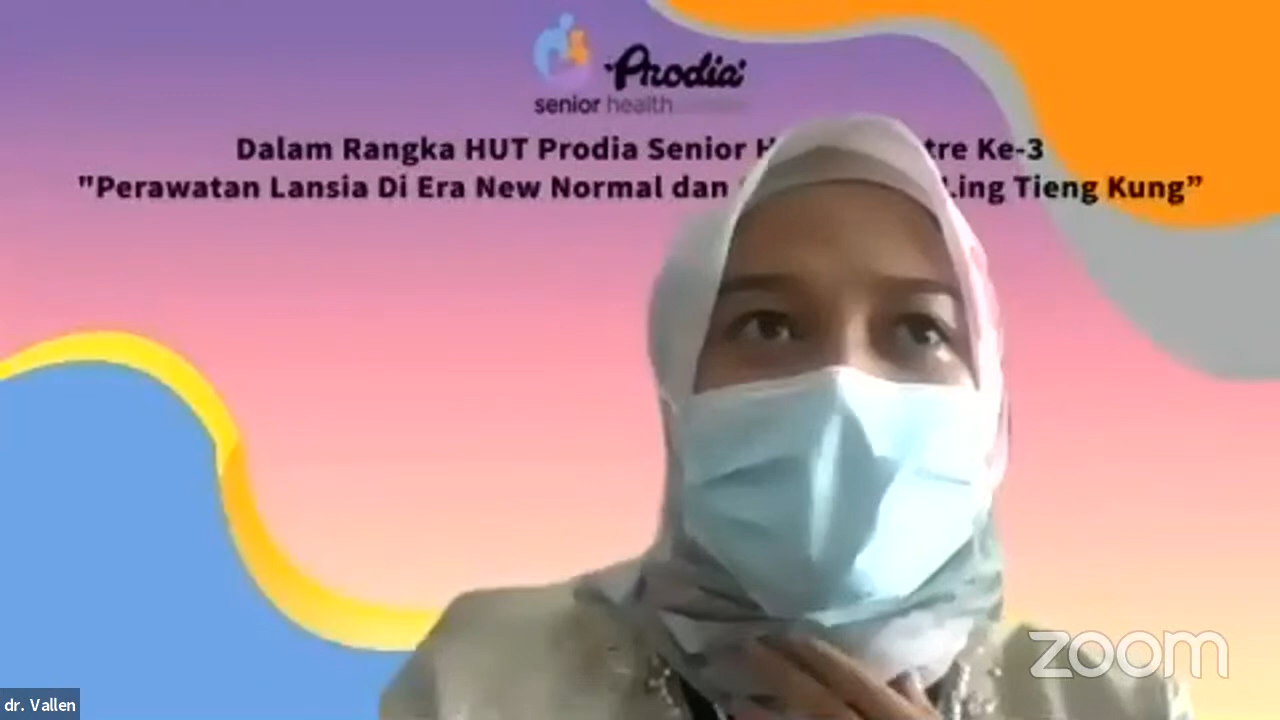 Prodia
senior health
Dalam Rangka HUT Prodia Senior H tre Ke-3
"Perawatan Lansia Di Era New Normal dan Ling Tieng Kung”
zoom
dr. Vallen